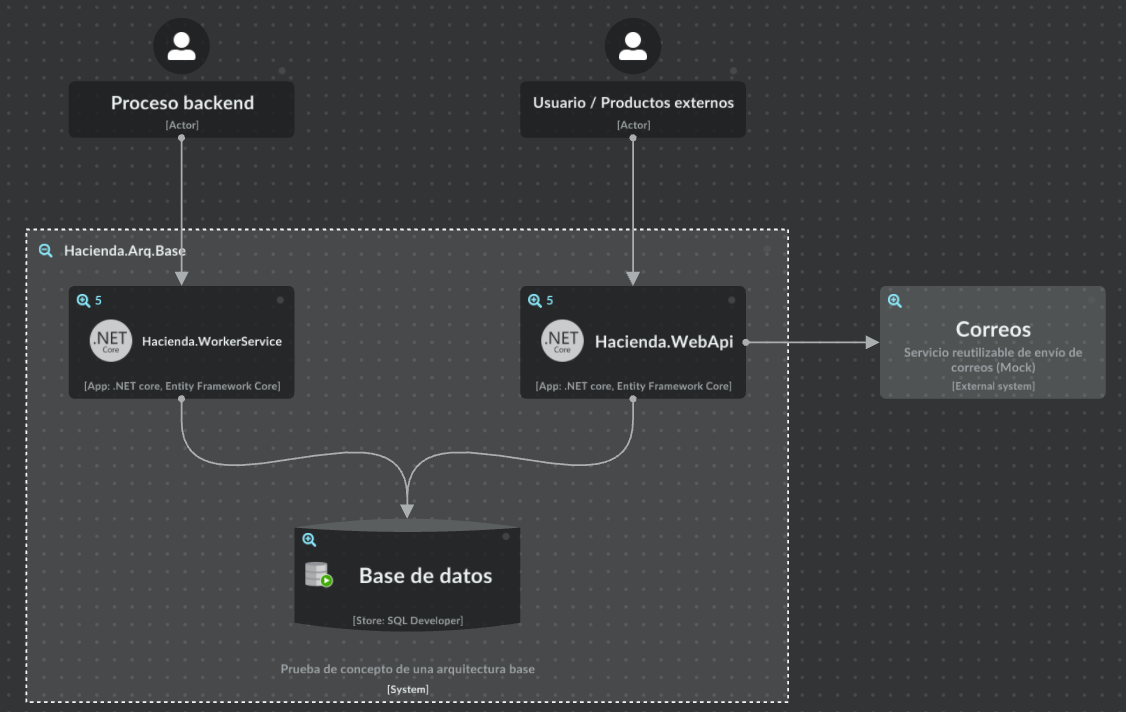 Proceso backend
[Actor]
Usuario / Productos externos
[Actor]
Hacienda.Arq.Base
5
.NET
Core
Hacienda.WorkerService
[App: .NET core, Entity Framework Core]
5
.NET
Core
Hacienda.WebApi
[App: .NET core, Entity Framework Core]
Correos
Servicio reutilizable de envío de
correos (Mock)
[External system]
Base de datos
[Store: SQL Developer]
Prueba de concepto de una arquitectura base
[System]